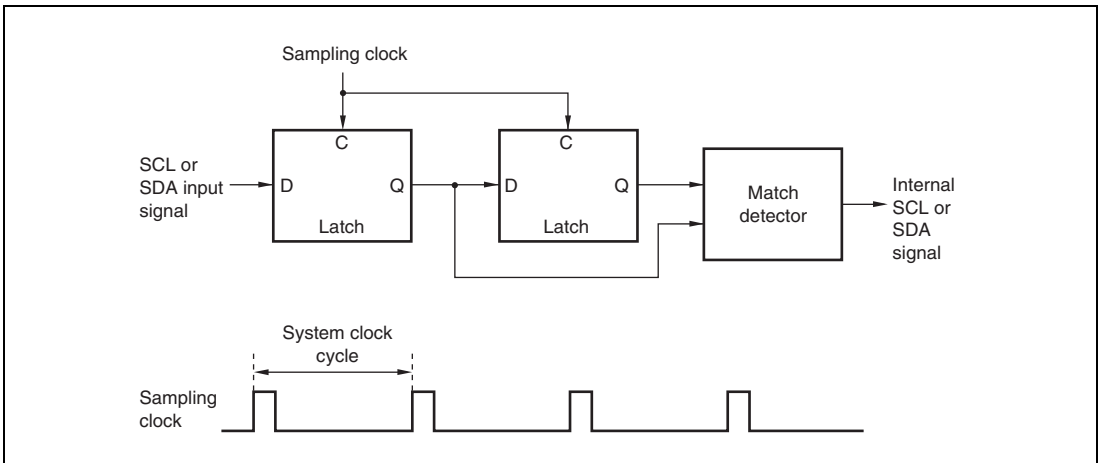 Sampling clock
C
C
SCL or
SDA input
signal
D
Q
D
Q
Latch
Latch
Match
detector
Internal
SCL or
SDA
signal
System clock
cycle
Sampling
clock